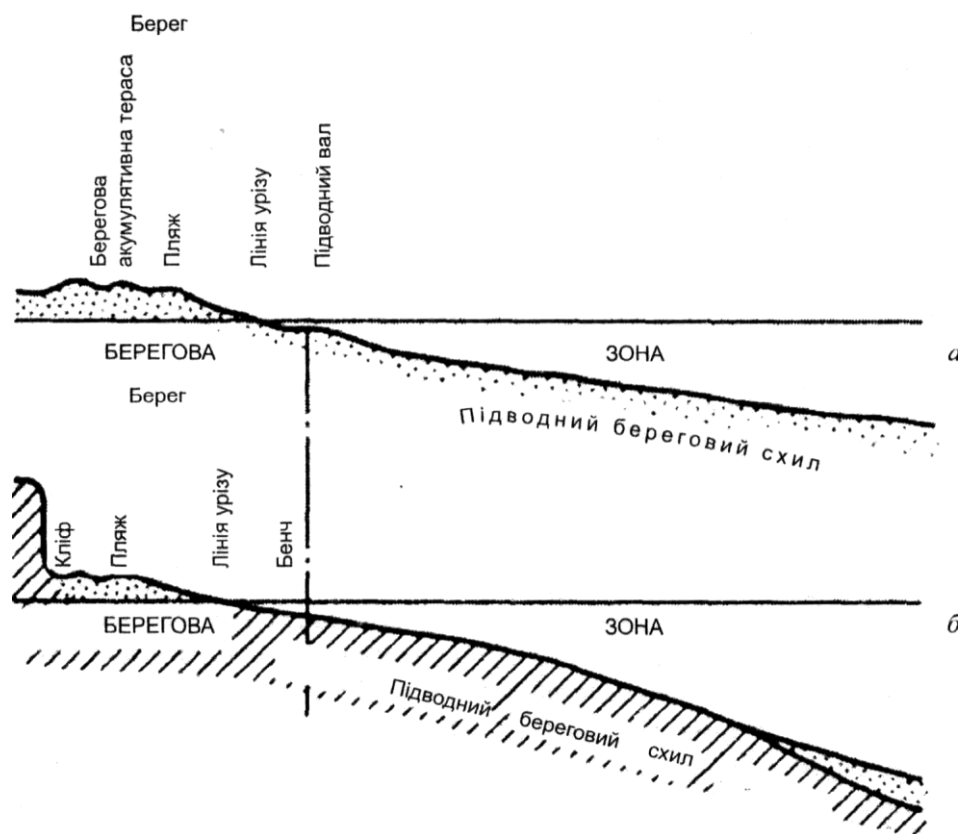 Берег
Берегова
акумулятивна тераса
Пляж
Лінія урізу
Підводний вал
БЕРЕГОВА ЗОНА а
Підводний береговий схил
Берег
Кліф
Пляж
Лінія урізу
Бенч
БЕРЕГОВА ЗОНА б
Підводний береговий схил